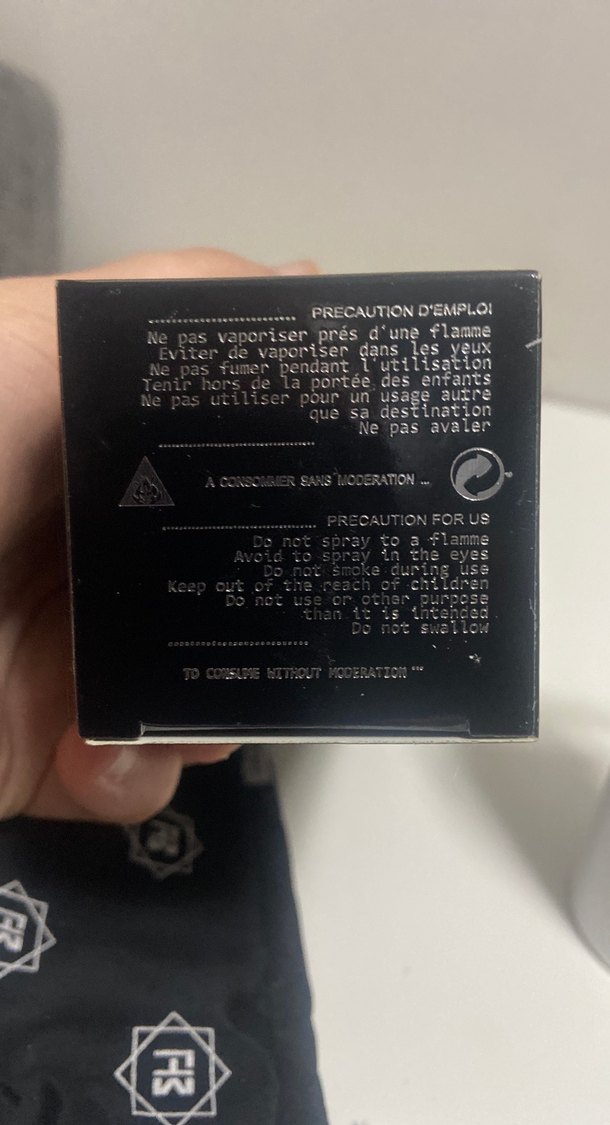 PRECAUTION D'EMPLOI
Ne pas vaporiser prés d'une flamme
Eviter de vaporiser dans les yeux
Ne pas fumer pendant l'utilisation
Tenir hors de la portée des enfants
Ne pas utiliser pour un usage autre
que sa destination
Ne pas avaler
A CONSOMMER SANS MODERATION ...
PRECAUTION FOR US
Do not spray to a flamme
Avoid to spray in the eyes
Do not smoke during use
Keep out of the reach of children
Do not use or other purpose
than it is intended
Do not swallow
TO CONSUME WITHOUT MODERATION ...